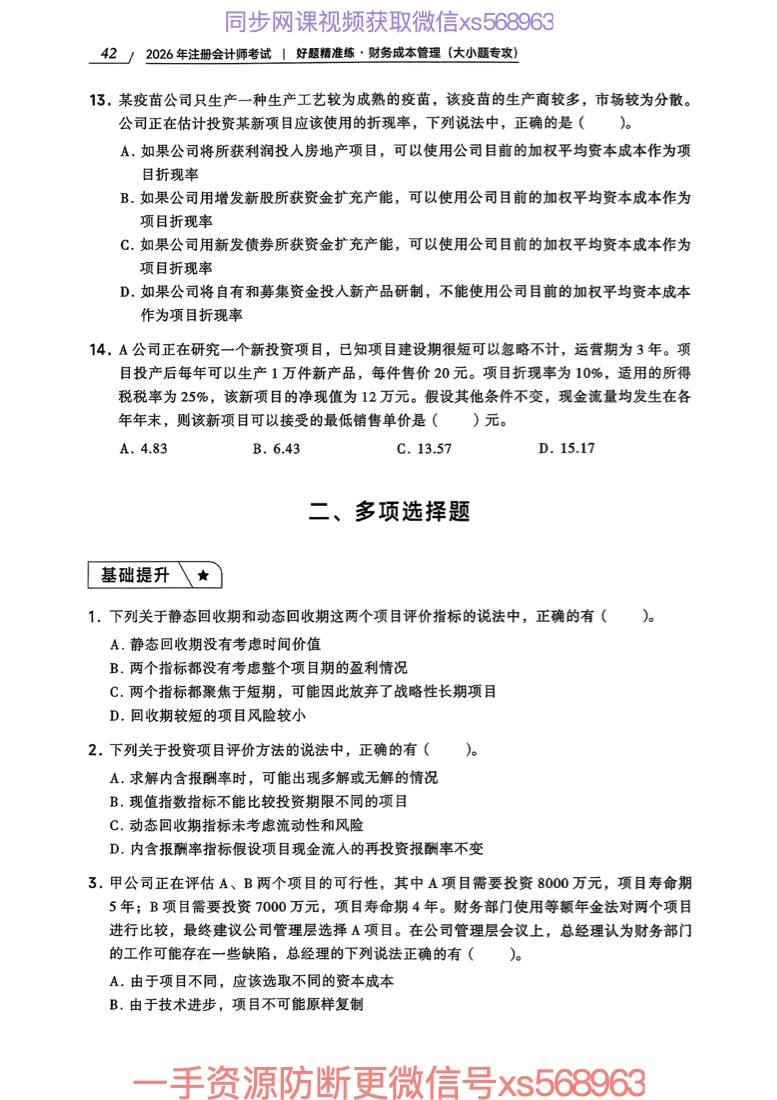 同步网课视频获取微信xs568963
42 / 2026 年注册会计师考试 | 好题精准练·财务成本管理（大小题专攻）
13. 某疫苗公司只生产一种生产工艺较为成熟的疫苗，该疫苗的生产商较多，市场较为分散。
公司正在估计投资某新项目应该使用的折现率，下列说法中，正确的是（　　）。
A. 如果公司将所获利润投入房地产项目，可以使用公司目前的加权平均资本成本作为项
目折现率
B. 如果公司用增发新股所获资金扩充产能，可以使用公司目前的加权平均资本成本作为
项目折现率
C. 如果公司用新发债券所获资金扩充产能，可以使用公司目前的加权平均资本成本作为
项目折现率
D. 如果公司将自有和募集资金投入新产品研制，不能使用公司目前的加权平均资本成本
作为项目折现率
14. A 公司正在研究一个新投资项目，已知项目建设期很短可以忽略不计，运营期为 3 年。项
目投产后每年可以生产 1 万件新产品，每件售价 20 元。项目折现率为 10%，适用的所得
税税率为 25%，该新项目的净现值为 12 万元。假设其他条件不变，现金流量均发生在各
年年末，则该新项目可以接受的最低销售单价是（　　）元。
A. 4.83　　B. 6.43　　C. 13.57　　D. 15.17
二、多项选择题
基础提升 ★
1. 下列关于静态回收期和动态回收期这两个项目评价指标的说法中，正确的有（　　）。
A. 静态回收期没有考虑时间价值
B. 两个指标都没有考虑整个项目期的盈利情况
C. 两个指标都聚焦于短期，可能因此放弃了战略性长期项目
D. 回收期较短的项目风险较小
2. 下列关于投资项目评价方法的说法中，正确的有（　　）。
A. 求解内含报酬率时，可能出现多解或无解的情况
B. 现值指数指标不能比较投资期限不同的项目
C. 动态回收期指标未考虑流动性和风险
D. 内含报酬率指标假设项目现金流入的再投资报酬率不变
3. 甲公司正在评估 A、B 两个项目的可行性，其中 A 项目需要投资 8000 万元，项目寿命期
5 年；B 项目需要投资 7000 万元，项目寿命期 4 年。财务部门使用等额年金法对两个项目
进行比较，最终建议公司管理层选择 A 项目。在公司管理层会议上，总经理认为财务部门
的工作可能存在一些缺陷，总经理的下列说法正确的有（　　）。
A. 由于项目不同，应该选取不同的资本成本
B. 由于技术进步，项目不可能原样复制
一手资源防断更微信号xs568963